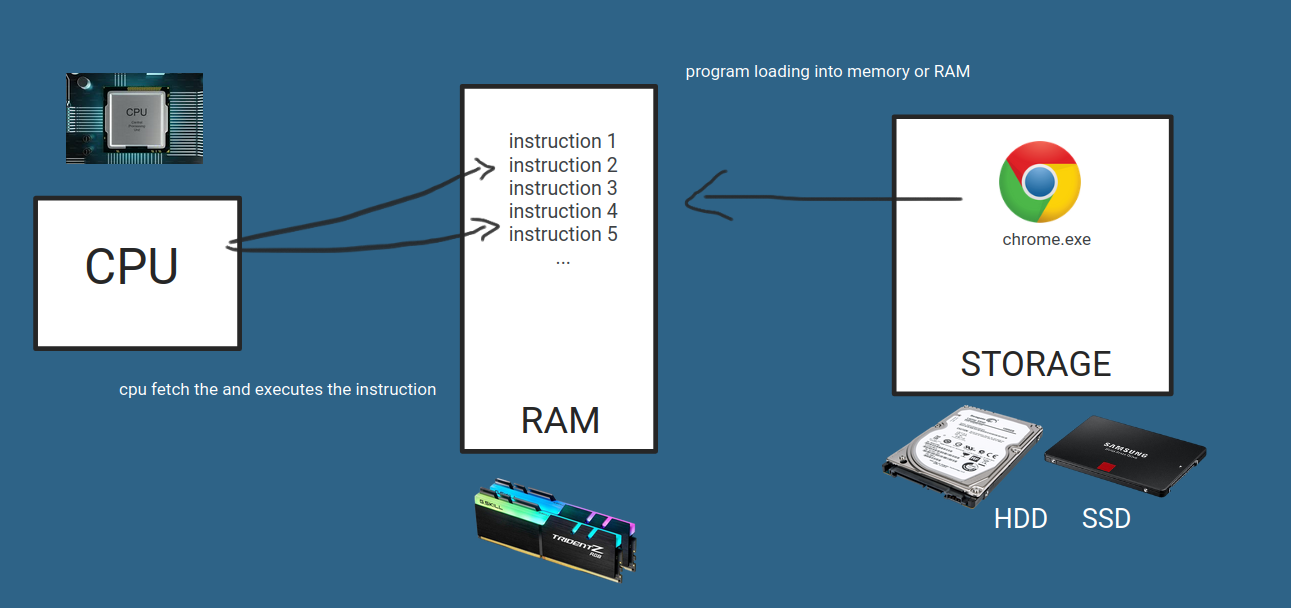 program loading into memory or RAM
CPU
CPU
cpu fetch the and executes the instruction
instruction 1
instruction 2
instruction 3
instruction 4
instruction 5
...
RAM
G.SKILL
TRIDENTZ
RGB
chrome.exe
STORAGE
SAMSUNG
HDD
SSD